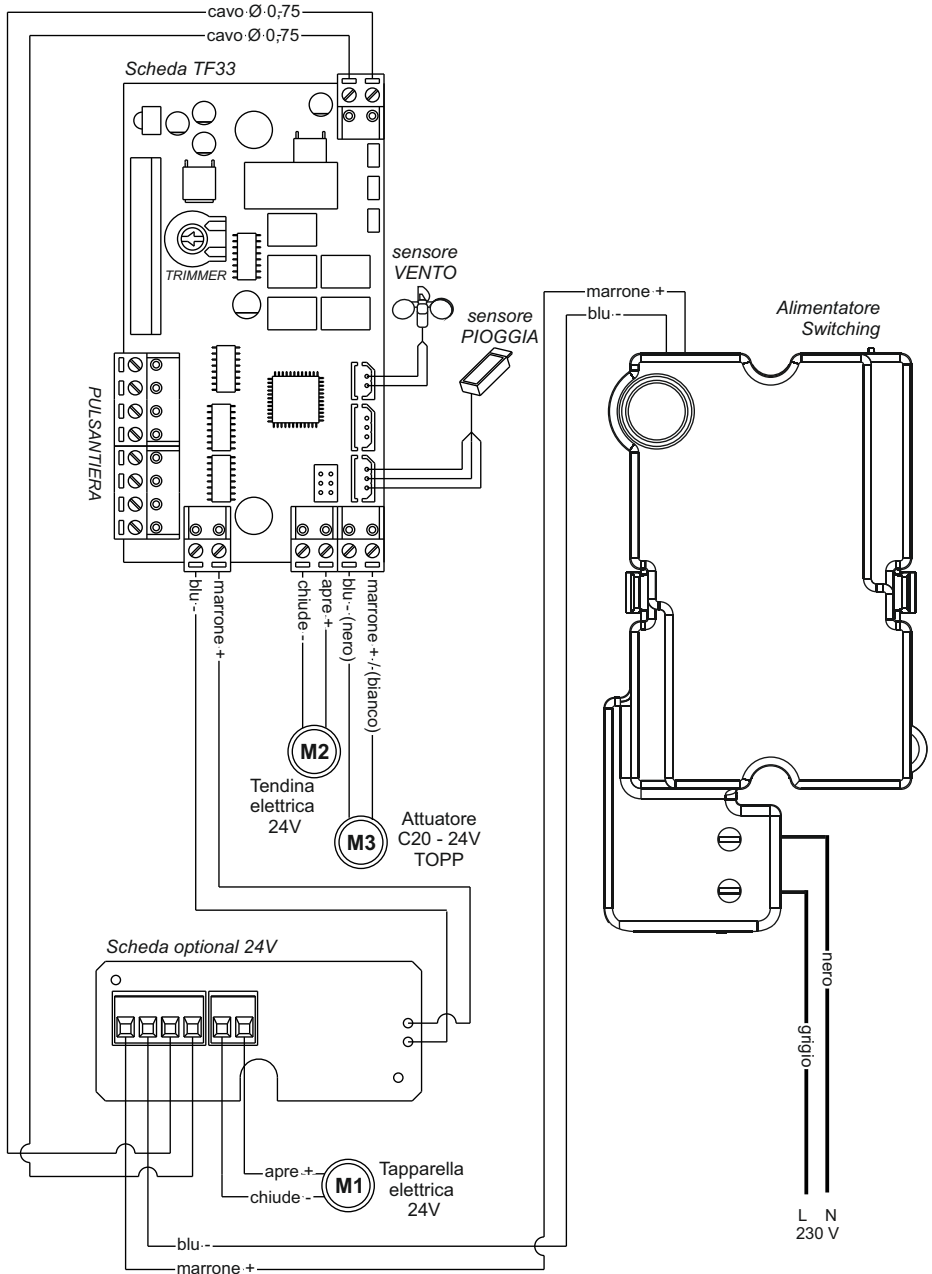 cavo Ø 0,75
cavo Ø 0,75
Scheda TF33
TRIMMER
sensore
VENTO
sensore
PIOGGIA
marrone +
blu -
Alimentatore
Switching
PULSANTIERA
blu -
marrone +
chiude -
apre +
blu - (nero)
marrone +/-(bianco)
M2
Tendina
elettrica
24V
M3
Attuatore
C20 - 24V
TOPP
Scheda optional 24V
nero
grigio
apre +
chiude -
M1
Tapparella
elettrica
24V
L N
230 V
blu -
marrone +